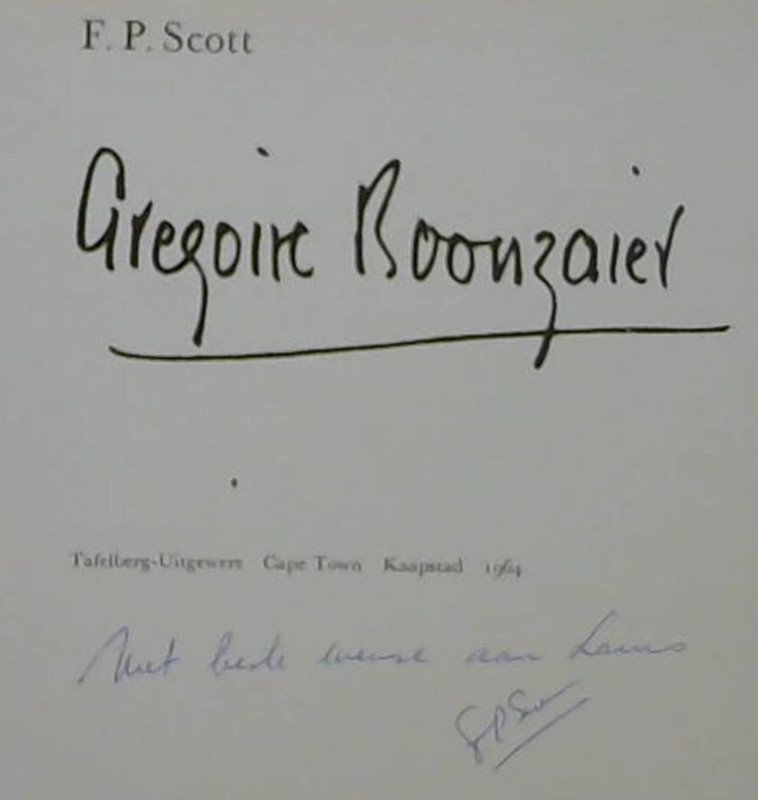 F. P. Scott
Gregoire Boonzaier
Tafelberg-Uitgewers Cape Town Kaapstad 1964
Met beste wense aan